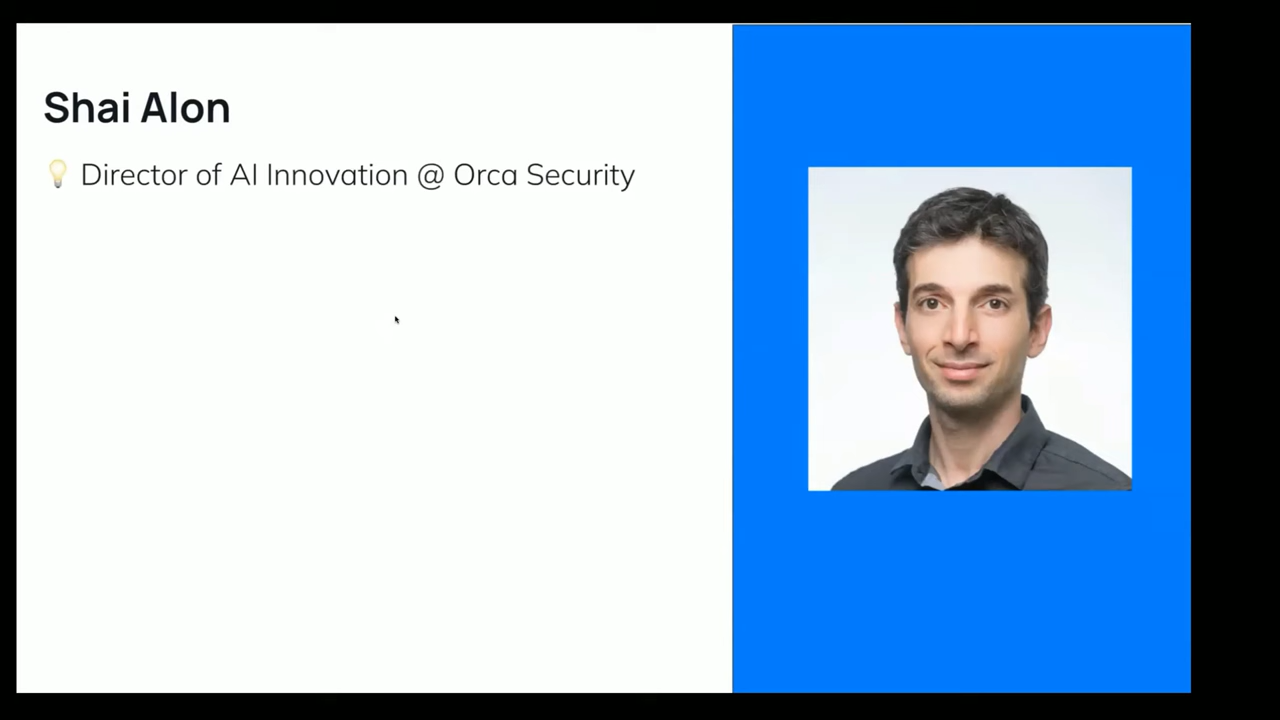 Shai Alon
💡 Director of AI Innovation @ Orca Security